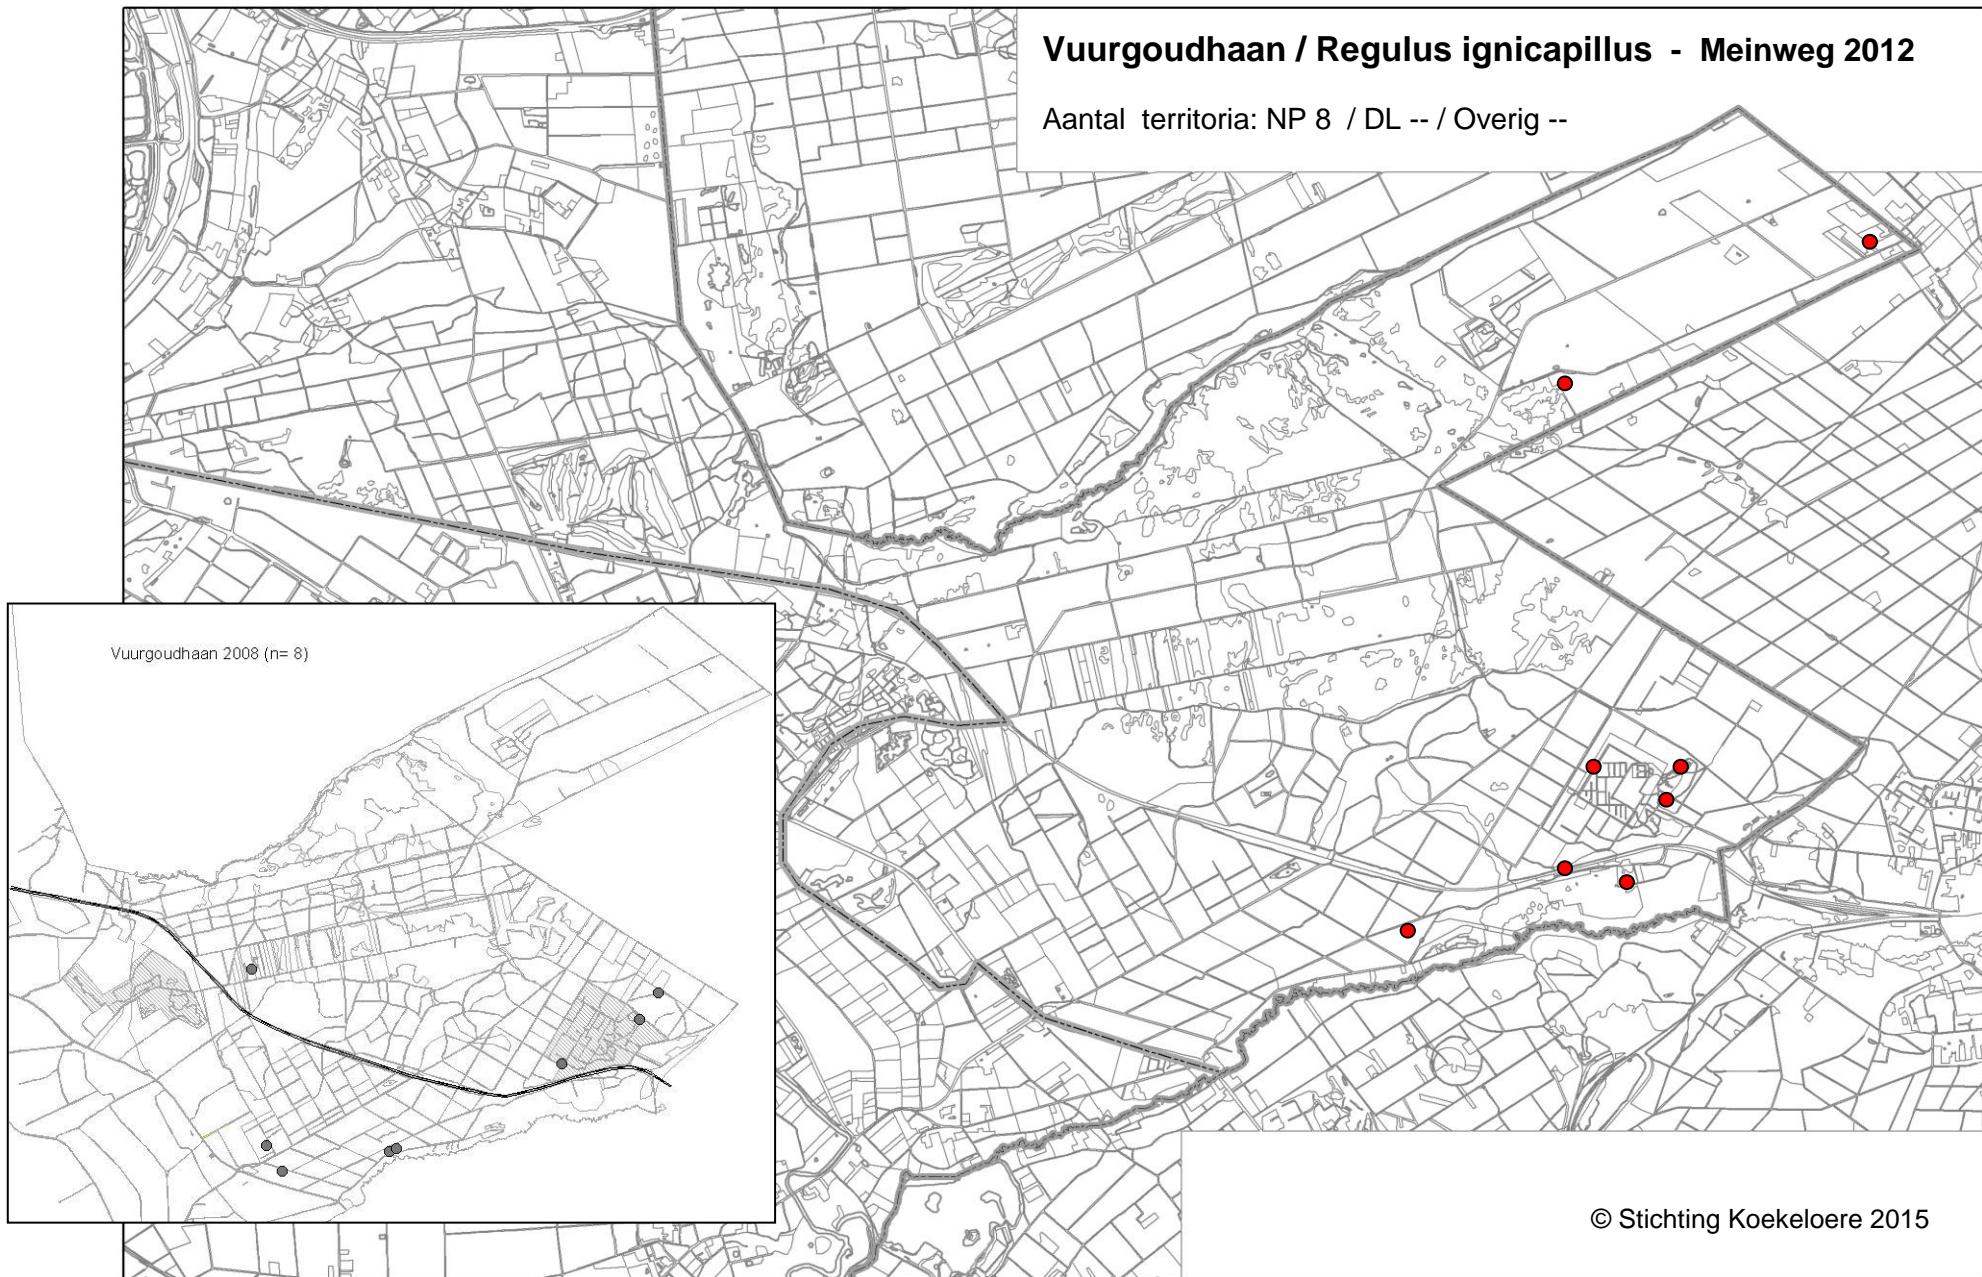 Vuurgoudhaan / Regulus ignicapillus - Meinweg 2012
Aantal territoria: NP 8 / DL -- / Overig --
Vuurgoudhaan 2008 (n= 8)
© Stichting Koekeloere 2015